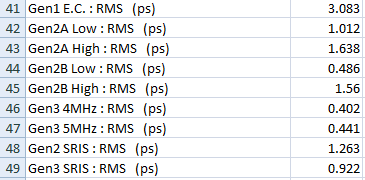 41 Gen1 E.C. : RMS (ps) 3.083
42 Gen2A Low : RMS (ps) 1.012
43 Gen2A High : RMS (ps) 1.638
44 Gen2B Low : RMS (ps) 0.486
45 Gen2B High : RMS (ps) 1.56
46 Gen3 4MHz : RMS (ps) 0.402
47 Gen3 5MHz : RMS (ps) 0.441
48 Gen2 SRIS : RMS (ps) 1.263
49 Gen3 SRIS : RMS (ps) 0.922